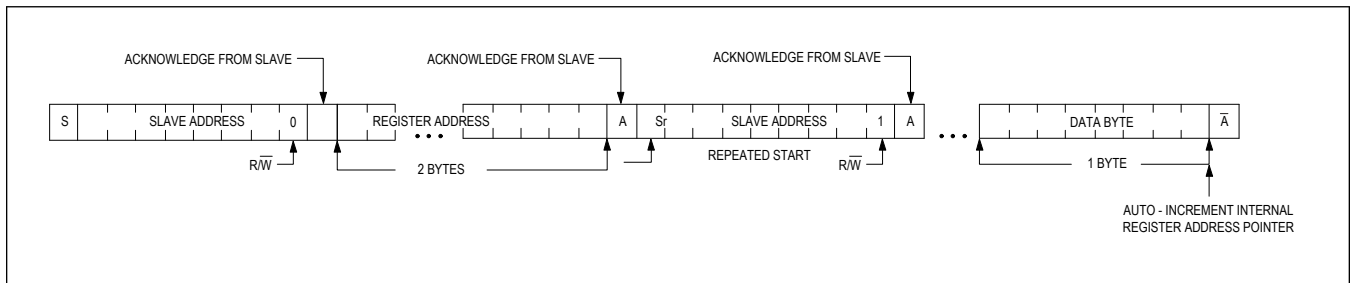 ACKNOWLEDGE FROM SLAVE ACKNOWLEDGE FROM SLAVE ACKNOWLEDGE FROM SLAVE
S SLAVE ADDRESS 0 REGISTER ADDRESS A Sr SLAVE ADDRESS 1 A DATA BYTE A̅
R/W̅ 2 BYTES REPEATED START R/W̅ 1 BYTE
AUTO - INCREMENT INTERNAL
REGISTER ADDRESS POINTER